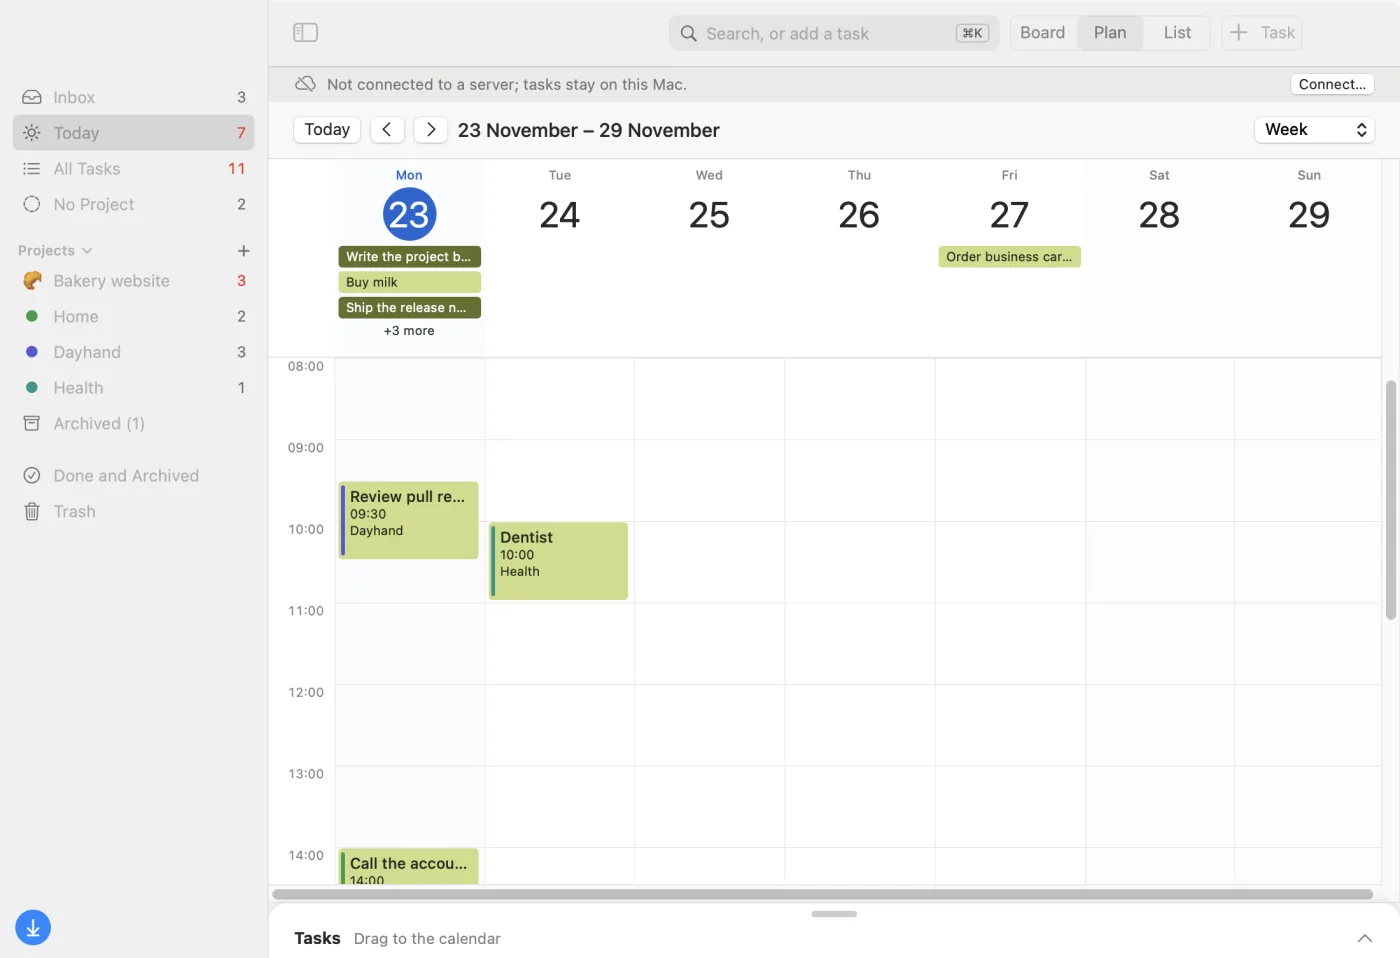 Search, or add a task
⌘K
Board
Plan
List
+ Task
Not connected to a server; tasks stay on this Mac.
Connect...
Inbox 3
Today 7
All Tasks 11
No Project 2
Projects
Bakery website 3
Home 2
Dayhand 3
Health 1
Archived (1)
Done and Archived
Trash
Today
23 November – 29 November
Week
Mon
23
Tue
24
Wed
25
Thu
26
Fri
27
Sat
28
Sun
29
Write the project b...
Buy milk
Ship the release n...
+3 more
Order business car...
08:00
09:00
10:00
11:00
12:00
13:00
14:00
Review pull re...
09:30
Dayhand
Dentist
10:00
Health
Call the accou...
14:00
Tasks Drag to the calendar